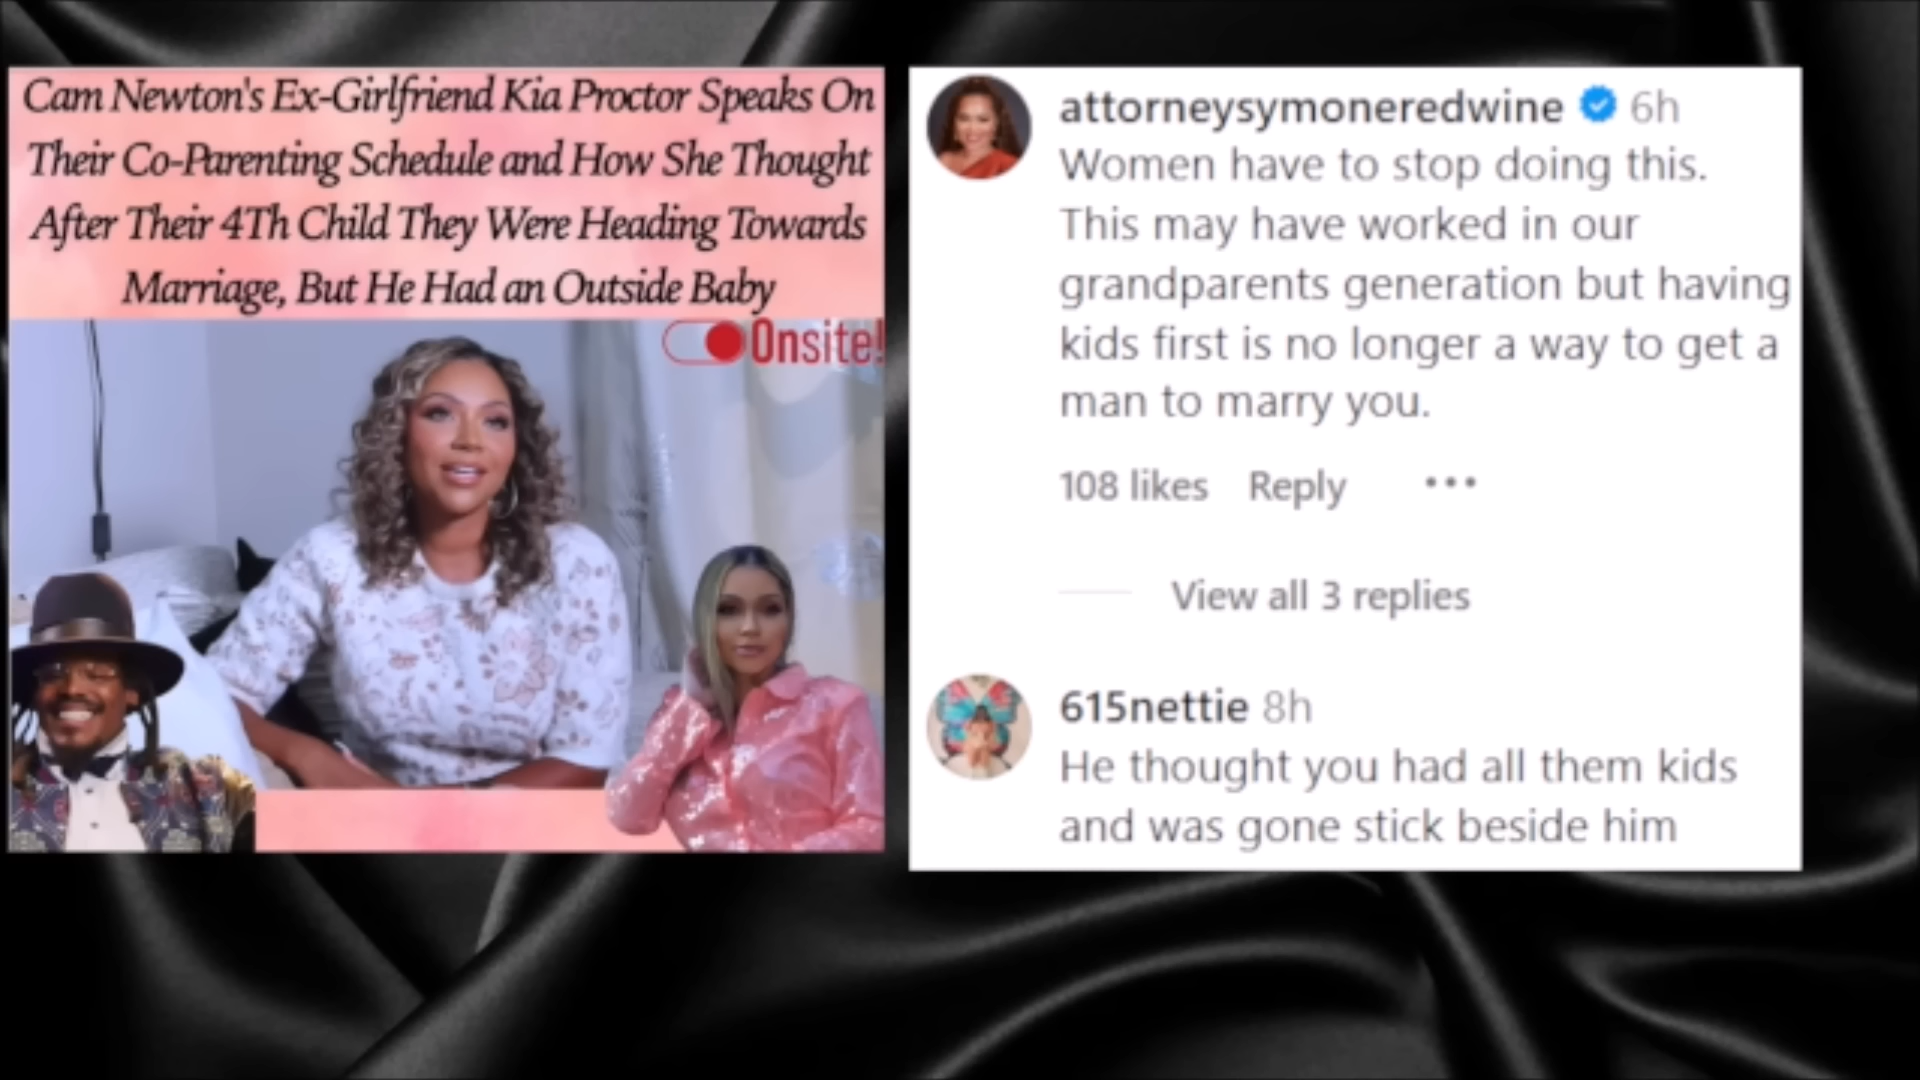 Cam Newton's Ex-Girlfriend Kia Proctor Speaks On
Their Co-Parenting Schedule and How She Thought
After Their 4Th Child They Were Heading Towards
Marriage, But He Had an Outside Baby
Onsite!
attorneysymoneredwine 6h
Women have to stop doing this.
This may have worked in our
grandparents generation but having
kids first is no longer a way to get a
man to marry you.
108 likes Reply •••
View all 3 replies
615nettie 8h
He thought you had all them kids
and was gone stick beside him